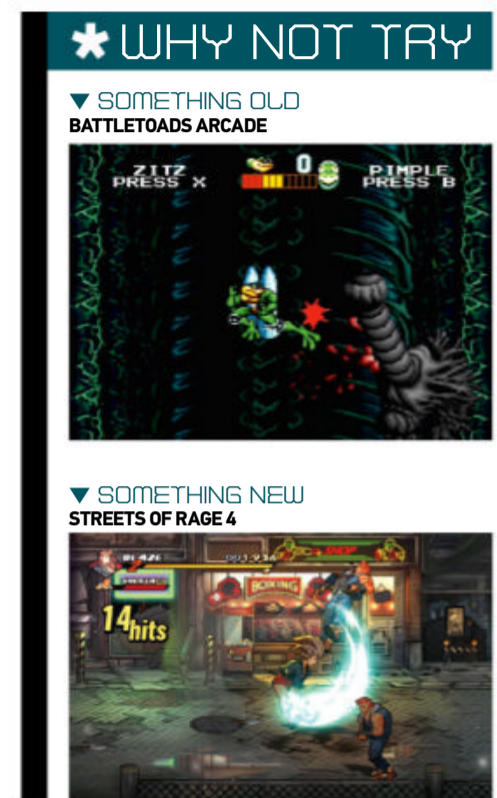 * WHY NOT TRY
▼ SOMETHING OLD
BATTLETOADS ARCADE
ZITZ
PRESS X
0
PIMPLE
PRESS B
▼ SOMETHING NEW
STREETS OF RAGE 4
BLAZE
BOXING
14hits